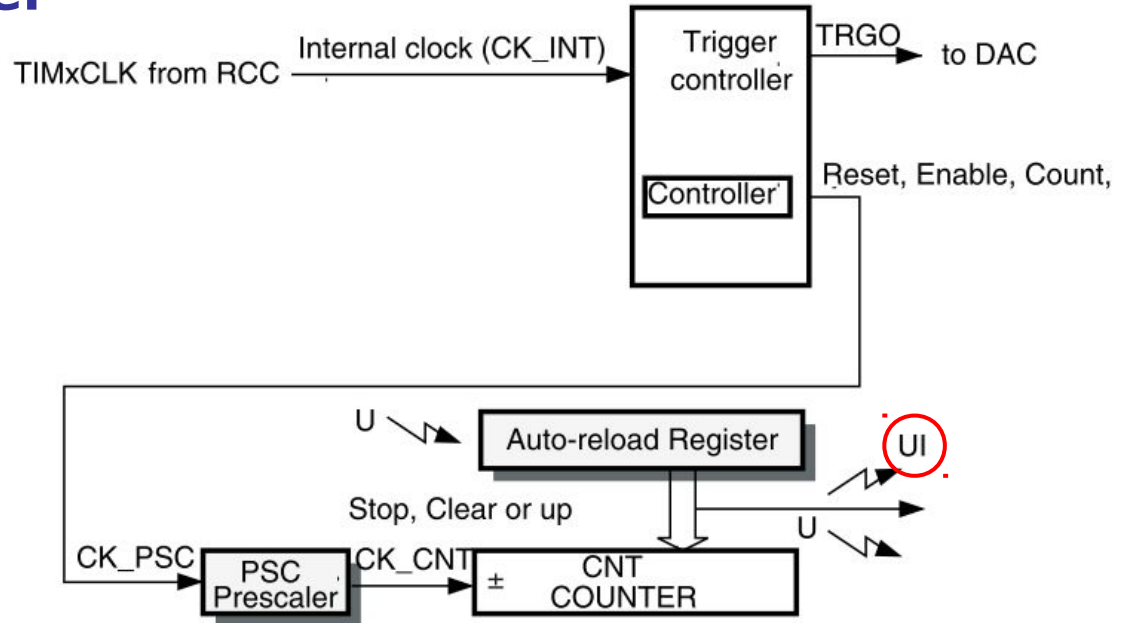 Internal clock (CK_INT)
TIMxCLK from RCC
Trigger
controller
TRGO
to DAC
Controller
Reset, Enable, Count,
U
Auto-reload Register
UI
Stop, Clear or up
U
CK_PSC
PSC
Prescaler
CK_CNT
±
CNT
COUNTER